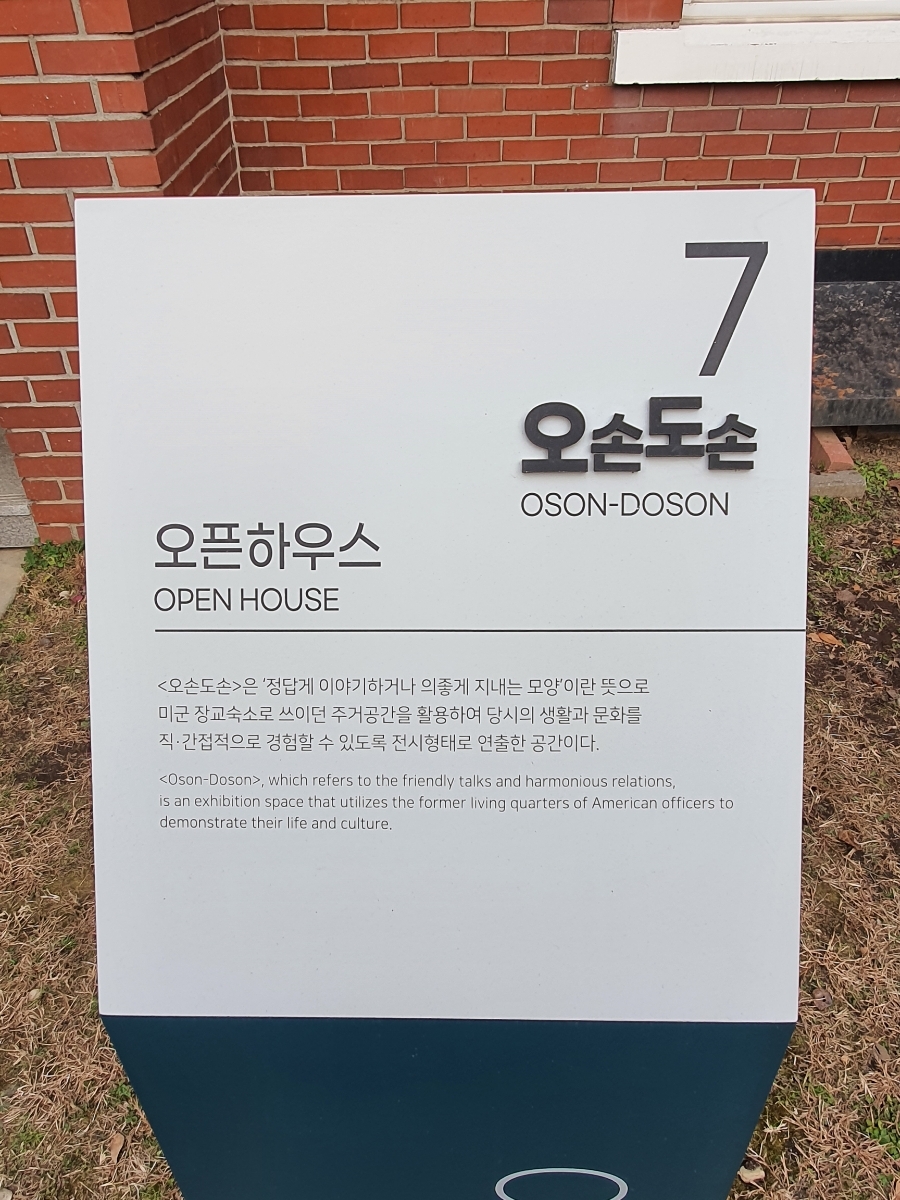 7
오손도손
OSON-DOSON
오픈하우스
OPEN HOUSE
<오손도손>은 '정답게 이야기하거나 의좋게 지내는 모양'이란 뜻으로
미군 장교숙소로 쓰이던 주거공간을 활용하여 당시의 생활과 문화를
직·간접적으로 경험할 수 있도록 전시형태로 연출한 공간이다.
<Oson-Doson>, which refers to the friendly talks and harmonious relations,
is an exhibition space that utilizes the former living quarters of American officers to
demonstrate their life and culture.